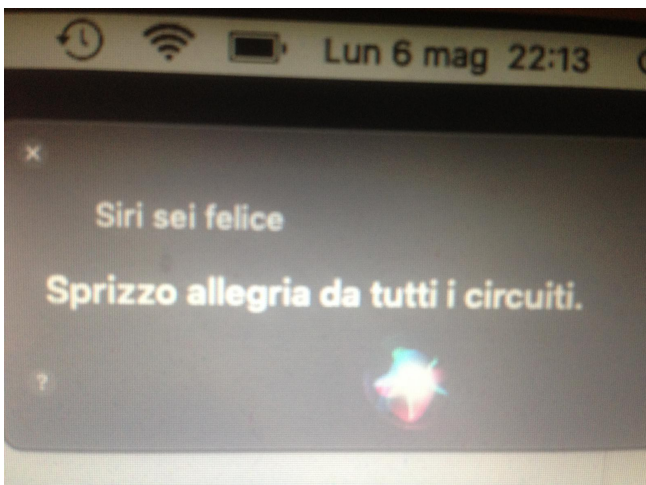 Lun 6 mag 22:13
Siri sei felice
Sprizzo allegria da tutti i circuiti.
?